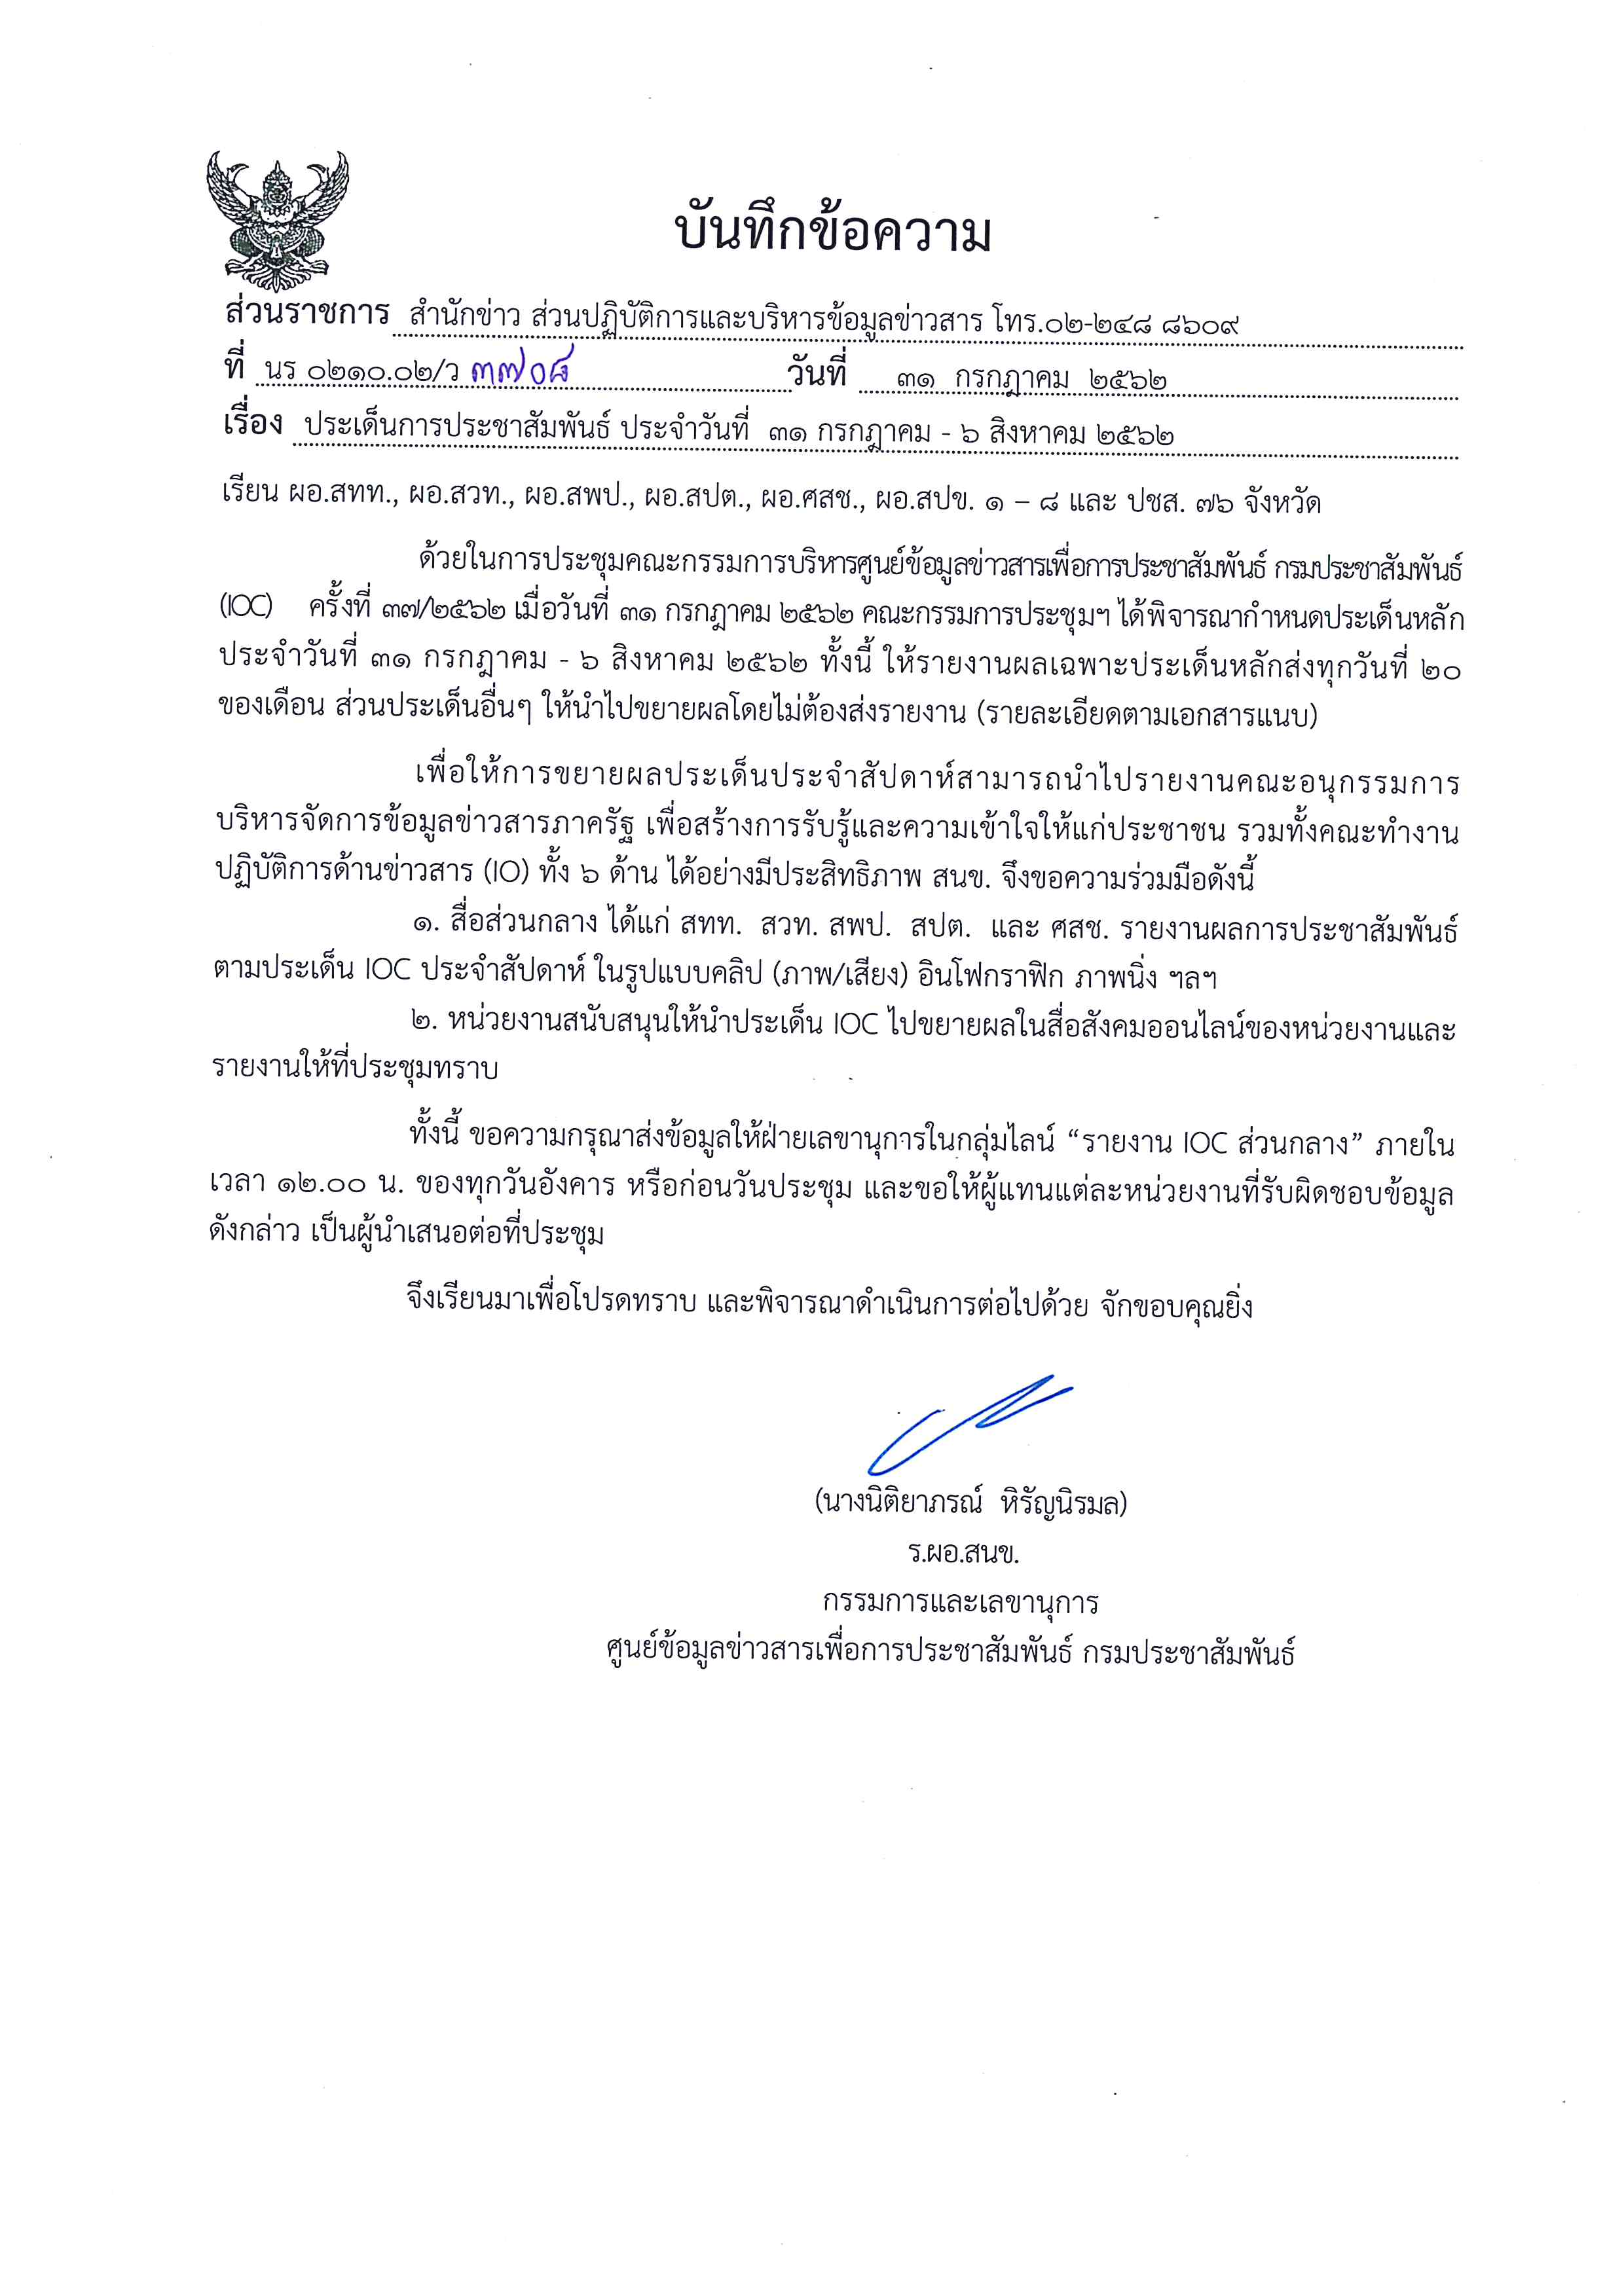 บันทึกข้อความ
ส่วนราชการ สำนักข่าว ส่วนปฏิบัติการและบริหารข้อมูลข่าวสาร โทร.๐๒-๒๔๘ ๘๖๐๙
ที่ นร ๐๒๑๐.๐๒/ว ๓๗๐๘ วันที่ ๓๑ กรกฎาคม ๒๕๖๒
เรื่อง ประเด็นการประชาสัมพันธ์ ประจำวันที่ ๓๑ กรกฎาคม - ๖ สิงหาคม ๒๕๖๒
เรียน ผอ.สทท., ผอ.สวท., ผอ.สพป., ผอ.สปต., ผอ.ศสช., ผอ.สปข. ๑ – ๘ และ ปชส. ๗๖ จังหวัด
ด้วยในการประชุมคณะกรรมการบริหารศูนย์ข้อมูลข่าวสารเพื่อการประชาสัมพันธ์ กรมประชาสัมพันธ์
(IOC) ครั้งที่ ๓๗/๒๕๖๒ เมื่อวันที่ ๓๑ กรกฎาคม ๒๕๖๒ คณะกรรมการประชุมฯ ได้พิจารณากำหนดประเด็นหลัก
ประจำวันที่ ๓๑ กรกฎาคม - ๖ สิงหาคม ๒๕๖๒ ทั้งนี้ ให้รายงานผลเฉพาะประเด็นหลักส่งทุกวันที่ ๒๐
ของเดือน ส่วนประเด็นอื่นๆ ให้นำไปขยายผลโดยไม่ต้องส่งรายงาน (รายละเอียดตามเอกสารแนบ)
เพื่อให้การขยายผลประเด็นประจำสัปดาห์สามารถนำไปรายงานคณะอนุกรรมการ
บริหารจัดการข้อมูลข่าวสารภาครัฐ เพื่อสร้างการรับรู้และความเข้าใจให้แก่ประชาชน รวมทั้งคณะทำงาน
ปฏิบัติการด้านข่าวสาร (IO) ทั้ง ๖ ด้าน ได้อย่างมีประสิทธิภาพ สนข. จึงขอความร่วมมือดังนี้
๑. สื่อส่วนกลาง ได้แก่ สทท. สวท. สพป. สปต. และ ศสช. รายงานผลการประชาสัมพันธ์
ตามประเด็น IOC ประจำสัปดาห์ ในรูปแบบคลิป (ภาพ/เสียง) อินโฟกราฟิก ภาพนิ่ง ฯลฯ
๒. หน่วยงานสนับสนุนให้นำประเด็น IOC ไปขยายผลในสื่อสังคมออนไลน์ของหน่วยงานและ
รายงานให้ที่ประชุมทราบ
ทั้งนี้ ขอความกรุณาส่งข้อมูลให้ฝ่ายเลขานุการในกลุ่มไลน์ “รายงาน IOC ส่วนกลาง” ภายใน
เวลา ๑๒.๐๐ น. ของทุกวันอังคาร หรือก่อนวันประชุม และขอให้ผู้แทนแต่ละหน่วยงานที่รับผิดชอบข้อมูล
ดังกล่าว เป็นผู้นำเสนอต่อที่ประชุม
จึงเรียนมาเพื่อโปรดทราบ และพิจารณาดำเนินการต่อไปด้วย จักขอบคุณยิ่ง
(นางนิติยาภรณ์ หิรัญนิรมล)
ร.ผอ.สนข.
กรรมการและเลขานุการ
ศูนย์ข้อมูลข่าวสารเพื่อการประชาสัมพันธ์ กรมประชาสัมพันธ์